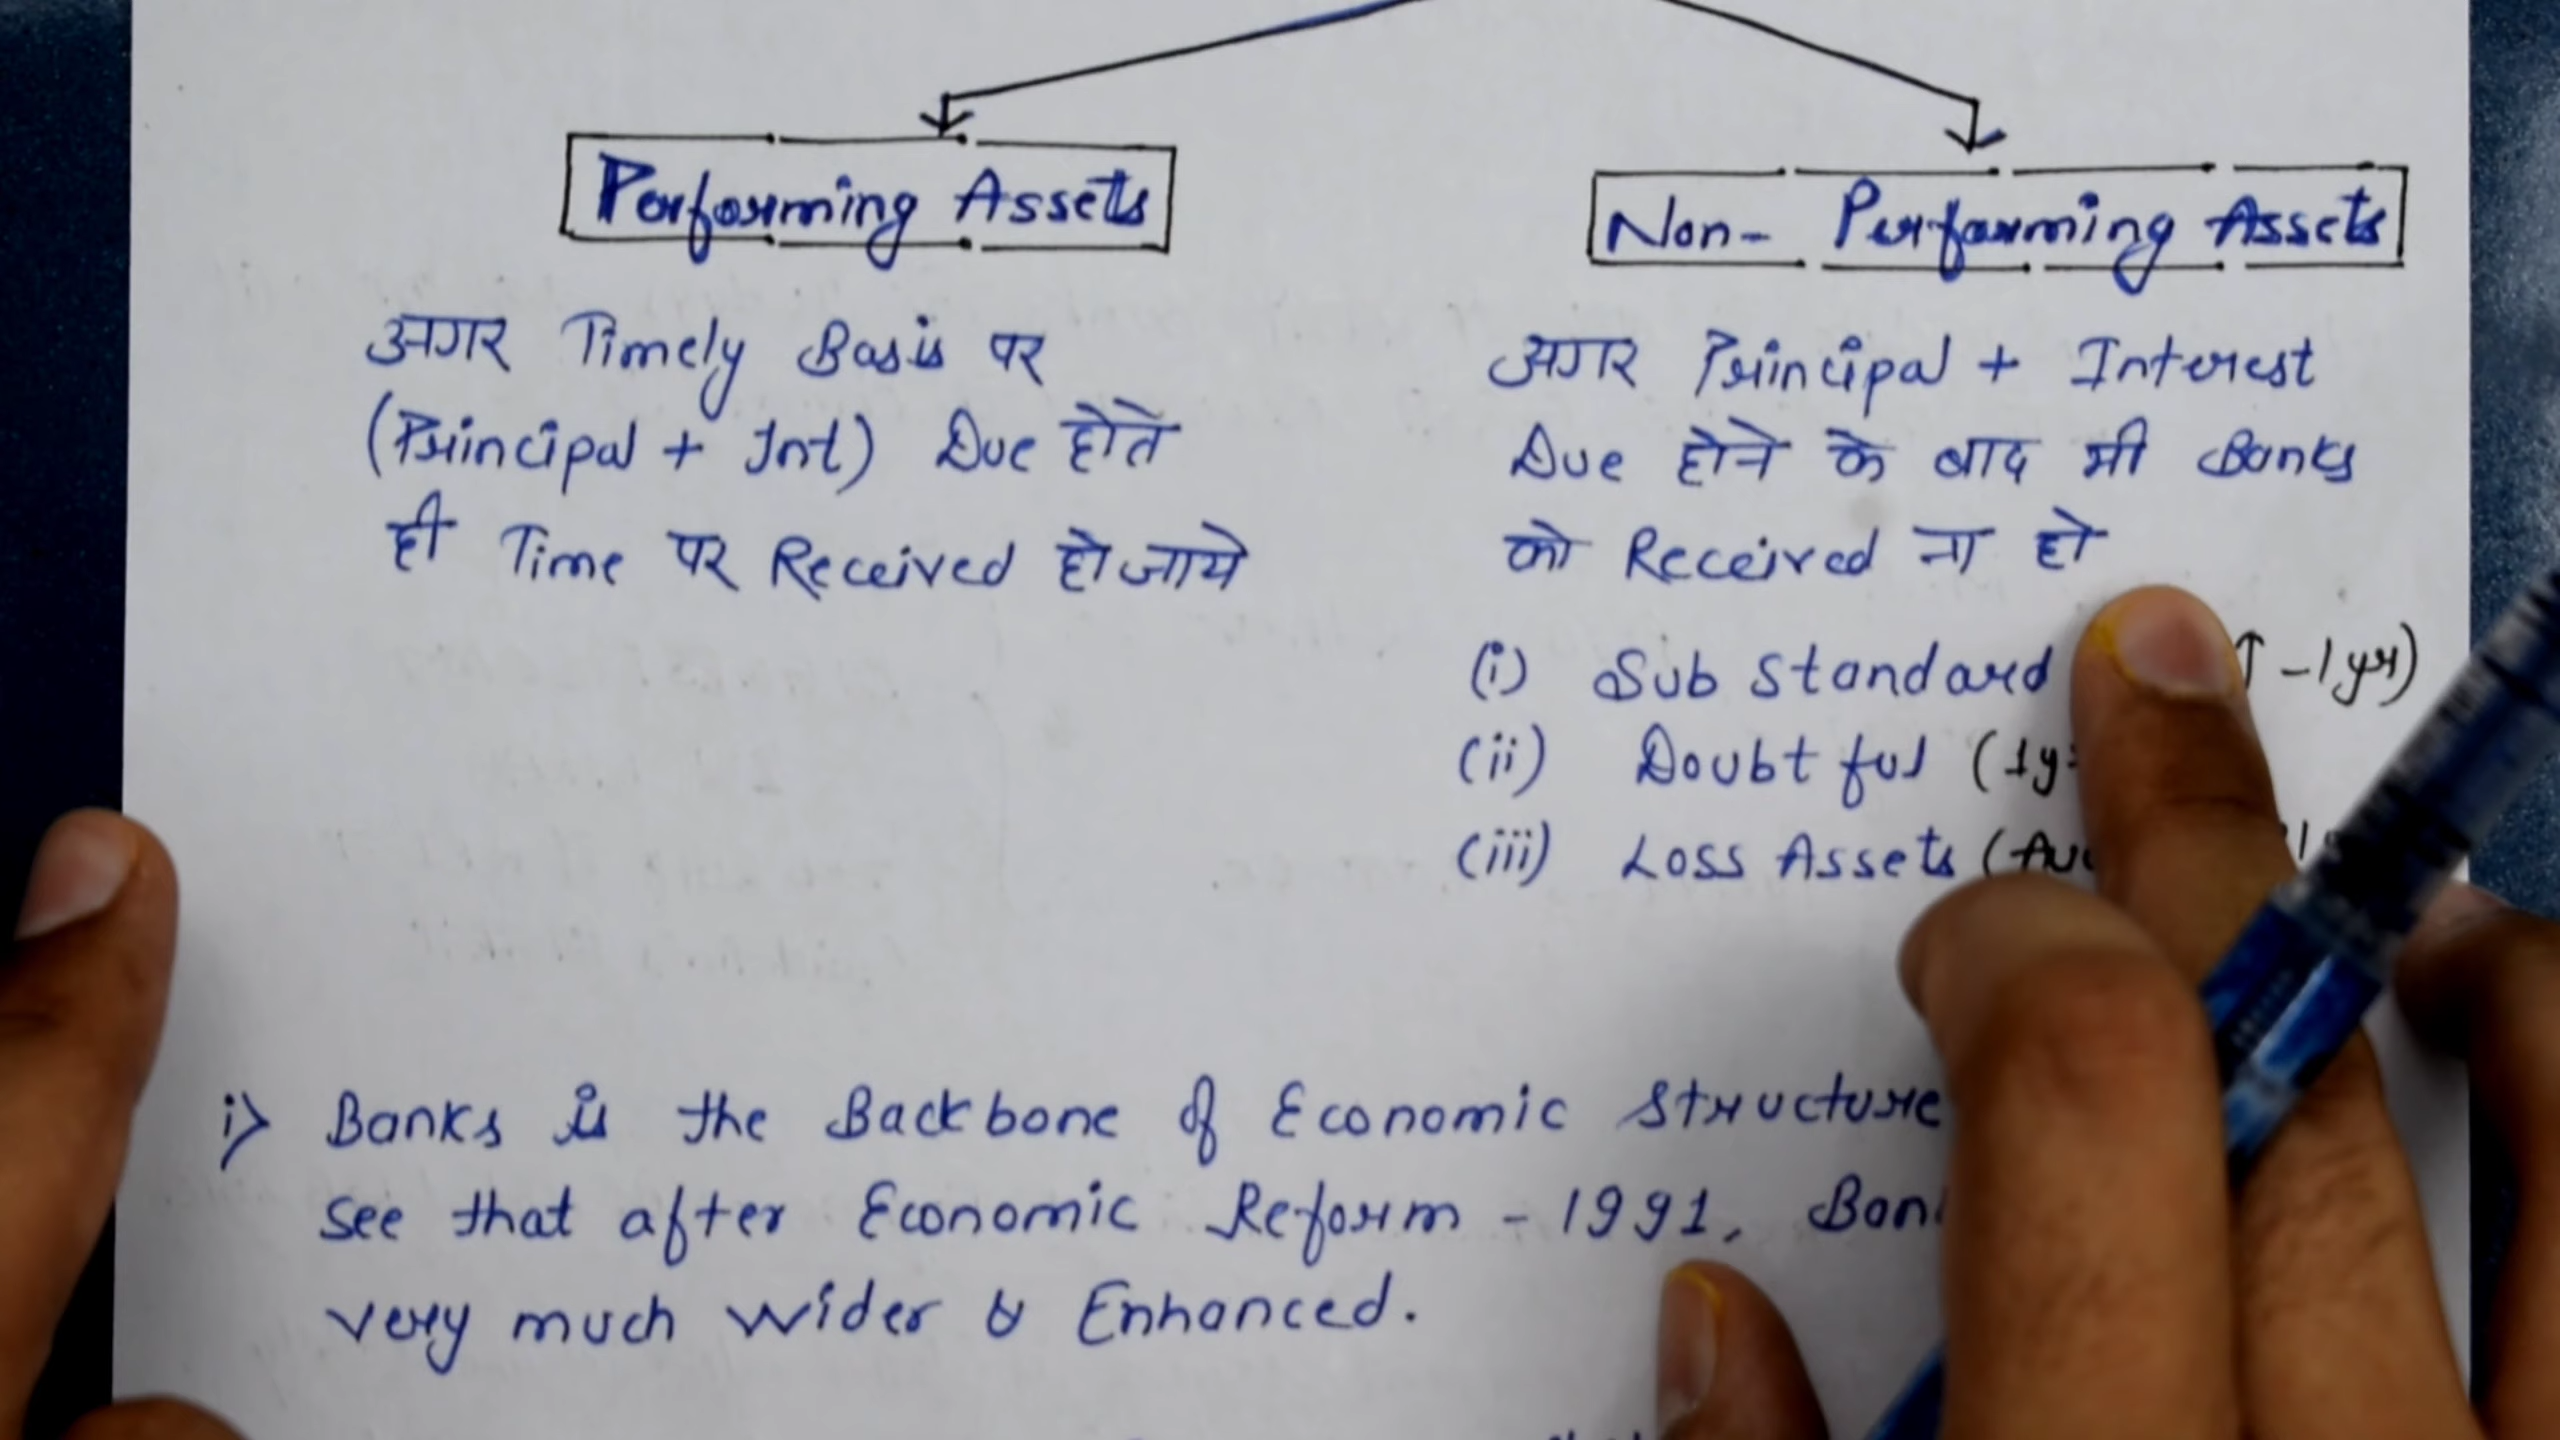 Performing Assets
अगर Timely Basis पर
(Principal + Int) Due होते
ही Time पर Received हो जाये
Non- Performing Assets
अगर Principal + Interest
Due होने के बाद भी Banks
को Received ना हो
(i) Sub Standard ↑ -1yr)
(ii) Doubtful (1y
(iii) Loss Assets
i> Banks is the Backbone of Economic Structure
see that after Economic Reform - 1991,
very much wider & Enhanced.